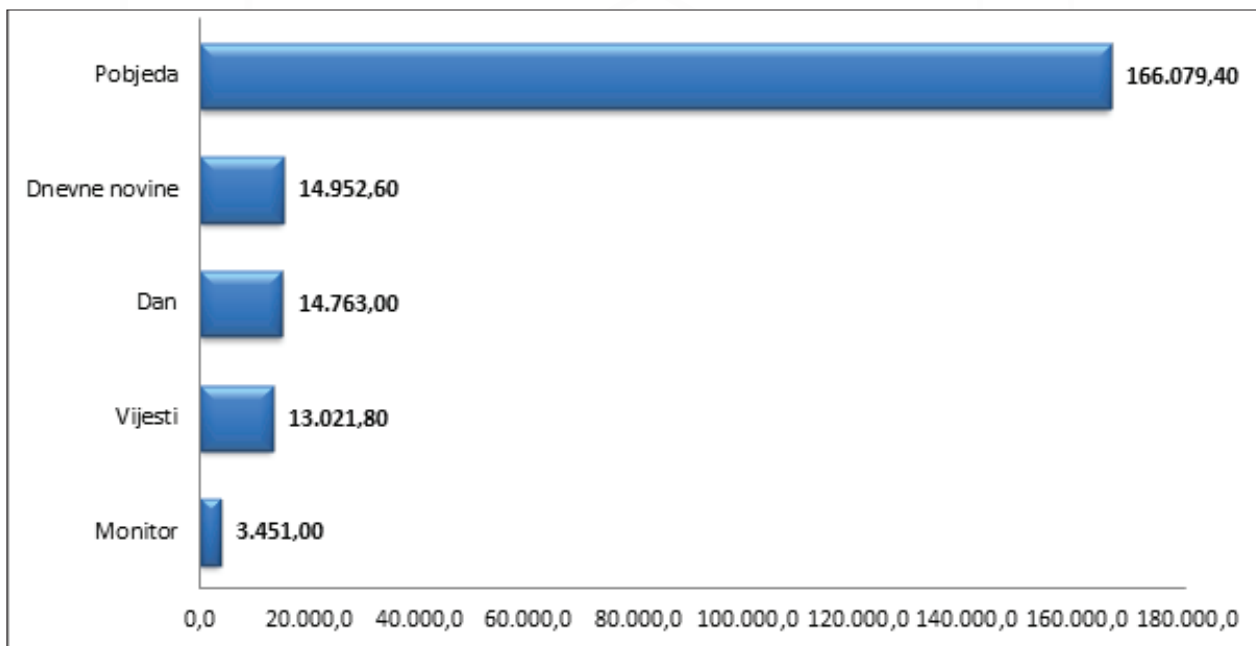 Pobjeda 166.079,40
Dnevne novine 14.952,60
Dan 14.763,00
Vijesti 13.021,80
Monitor 3.451,00
0,0 20.000,0 40.000,0 60.000,0 80.000,0 100.000,0 120.000,0 140.000,0 160.000,0 180.000,0